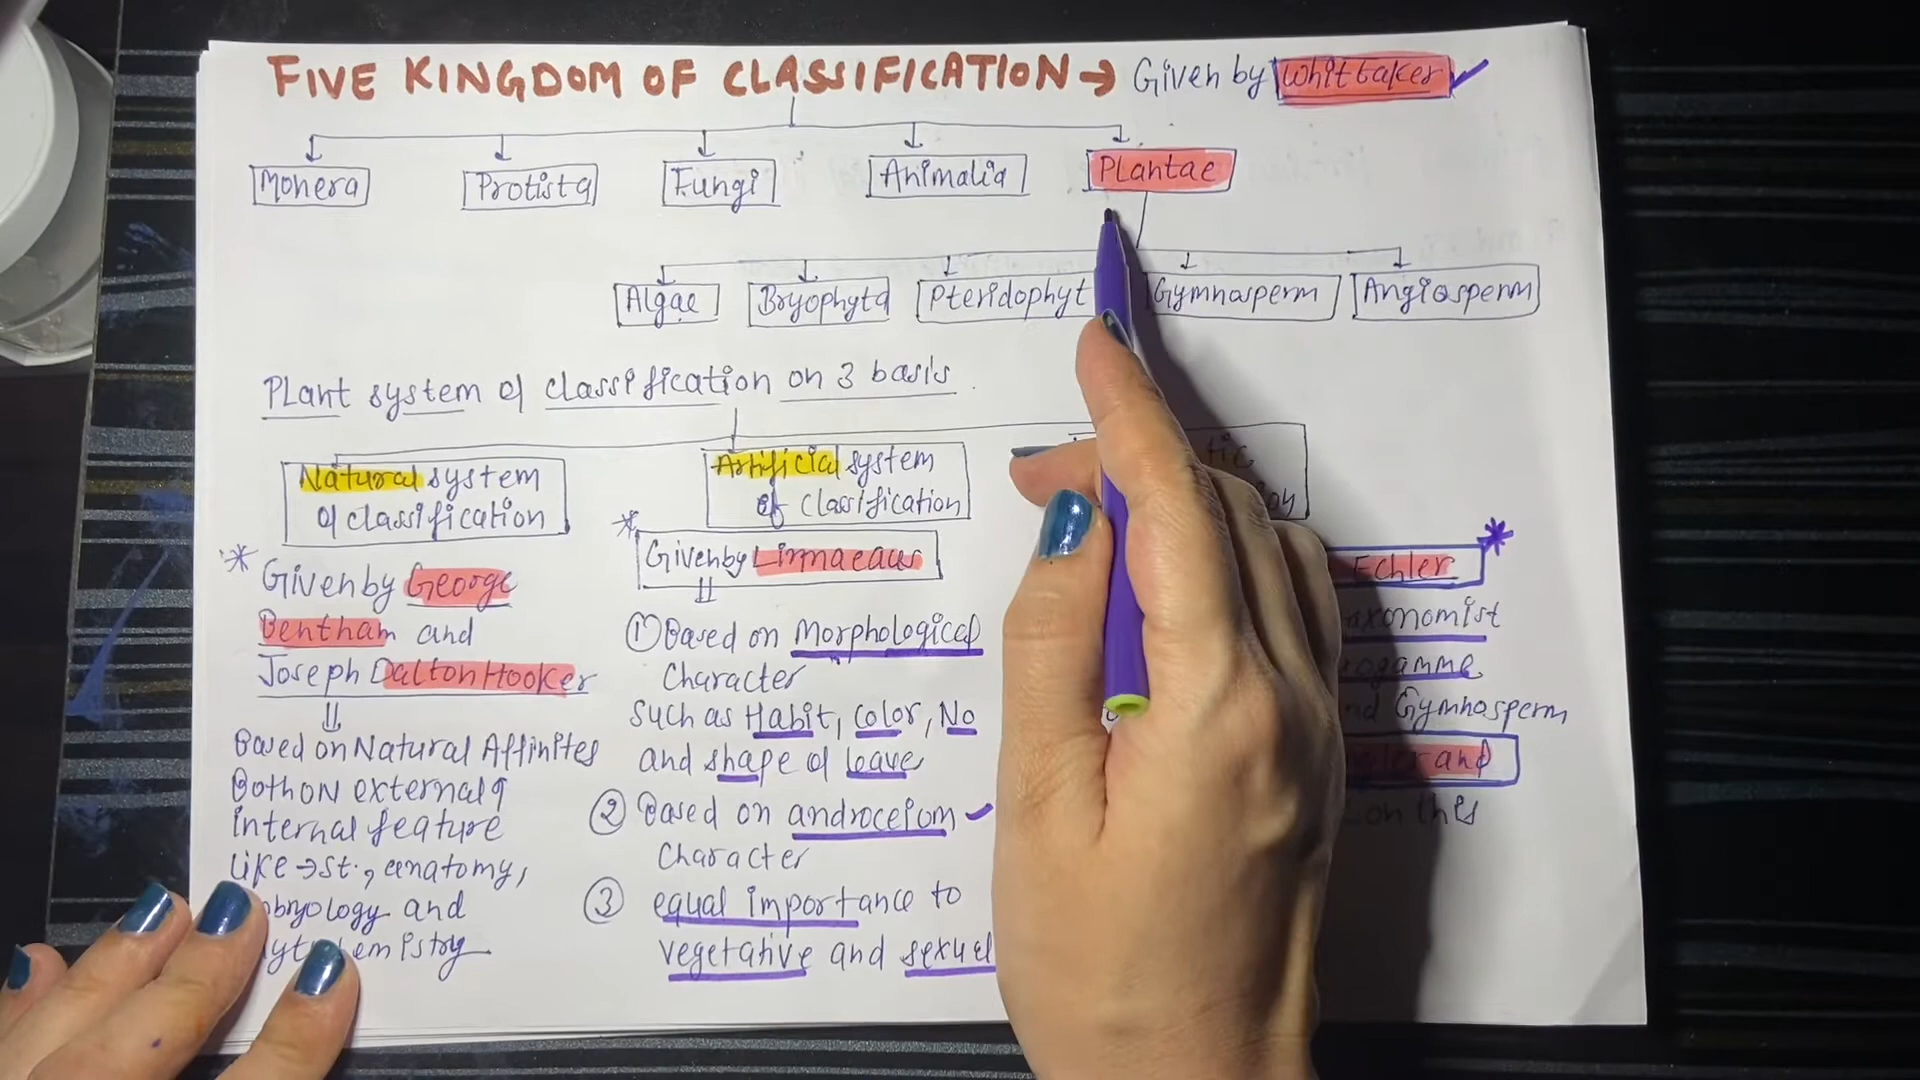 FIVE KINGDOM OF CLASSIFICATION → Given by Whittaker
Monera Protista Fungi Animalia Plantae
Algae Bryophyta Pteridophyt Gymnosperm Angiosperm
Plant system of classification on 3 basis
Natural system
of classification
Artificial system
of classification
Given by George
Bentham and
Joseph Dalton Hooker
Based on Natural Affinites
Both on external &
internal feature
Like → st., anatomy,
and
Given by Linnaeaus
① Based on Morphological
Character
such as Habit, color, No
and shape of leave
② Based on androceiom
Character
③ equal importance to
vegetative and sexual
Echler
Gymnosperm
and
on this